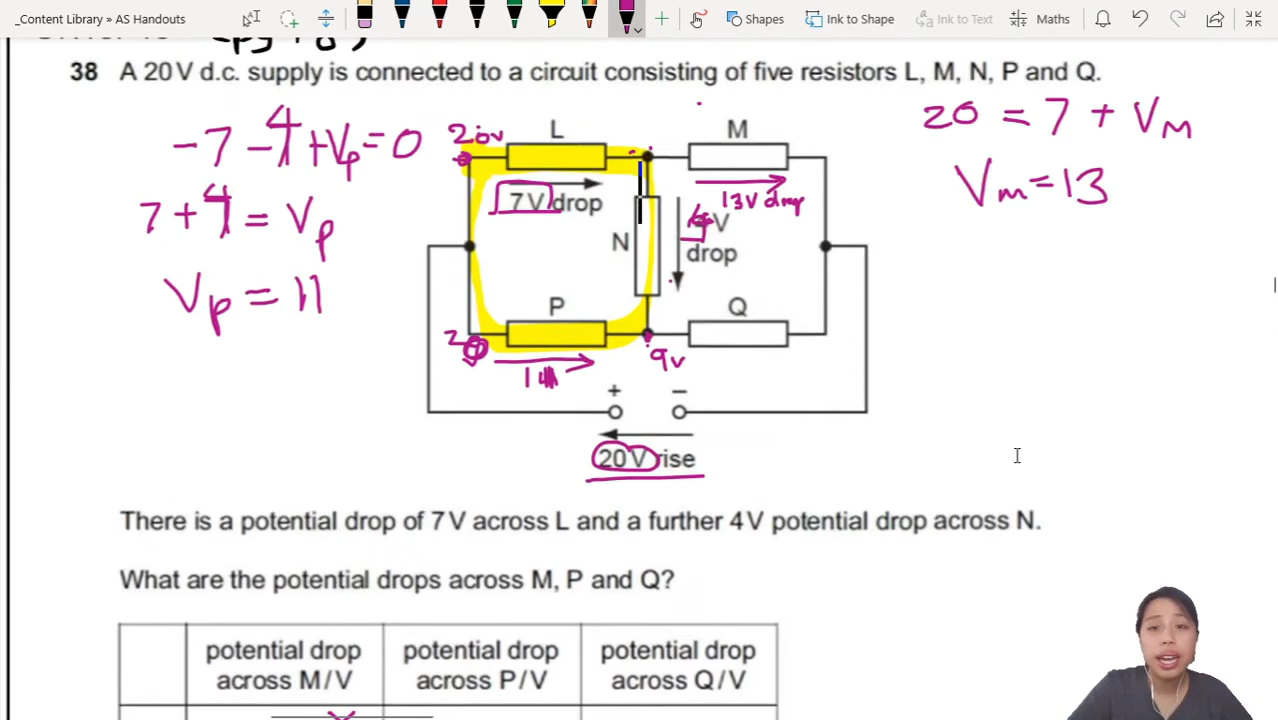 _Content Library » AS Handouts
Shapes
Ink to Shape
Ink to Text
Maths
38 A 20 V d.c. supply is connected to a circuit consisting of five resistors L, M, N, P and Q.
-7 -4 +Vp = 0
7 + 4 = Vp
Vp = 11
20 = 7 + VM
Vm = 13
20V
L
M
7 V drop
13V drop
N
4V
drop
P
Q
20
11
9V
+
−
20 V rise
There is a potential drop of 7 V across L and a further 4 V potential drop across N.
What are the potential drops across M, P and Q?
potential drop
across M / V
potential drop
across P / V
potential drop
across Q / V